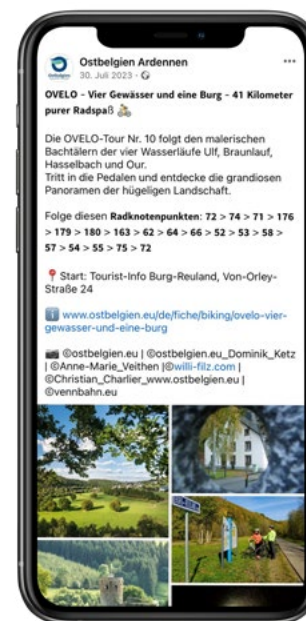 Ostbelgien Ardennen
30. Juli 2023 ·
OVELO - Vier Gewässer und eine Burg - 41 Kilometer
purer Radspaß 🚴
Die OVELO-Tour Nr. 10 folgt den malerischen
Bachtälern der vier Wasserläufe Ulf, Braunlauf,
Hasselbach und Our.
Tritt in die Pedalen und entdecke die grandiosen
Panoramen der hügeligen Landschaft.
Folge diesen Radknotenpunkten: 72 > 74 > 71 > 176
> 179 > 180 > 163 > 62 > 64 > 66 > 52 > 53 > 58 >
57 > 54 > 55 > 75 > 72
📍 Start: Tourist-Info Burg-Reuland, Von-Orley-
Straße 24
ℹ️ www.ostbelgien.eu/de/fiche/biking/ovelo-vier-
gewasser-und-eine-burg
📷 ©ostbelgien.eu | ©ostbelgien.eu_Dominik_Ketz
| ©Anne-Marie_Veithen |©willi-filz.com |
©Christian_Charlier_www.ostbelgien.eu |
©vennbahn.eu